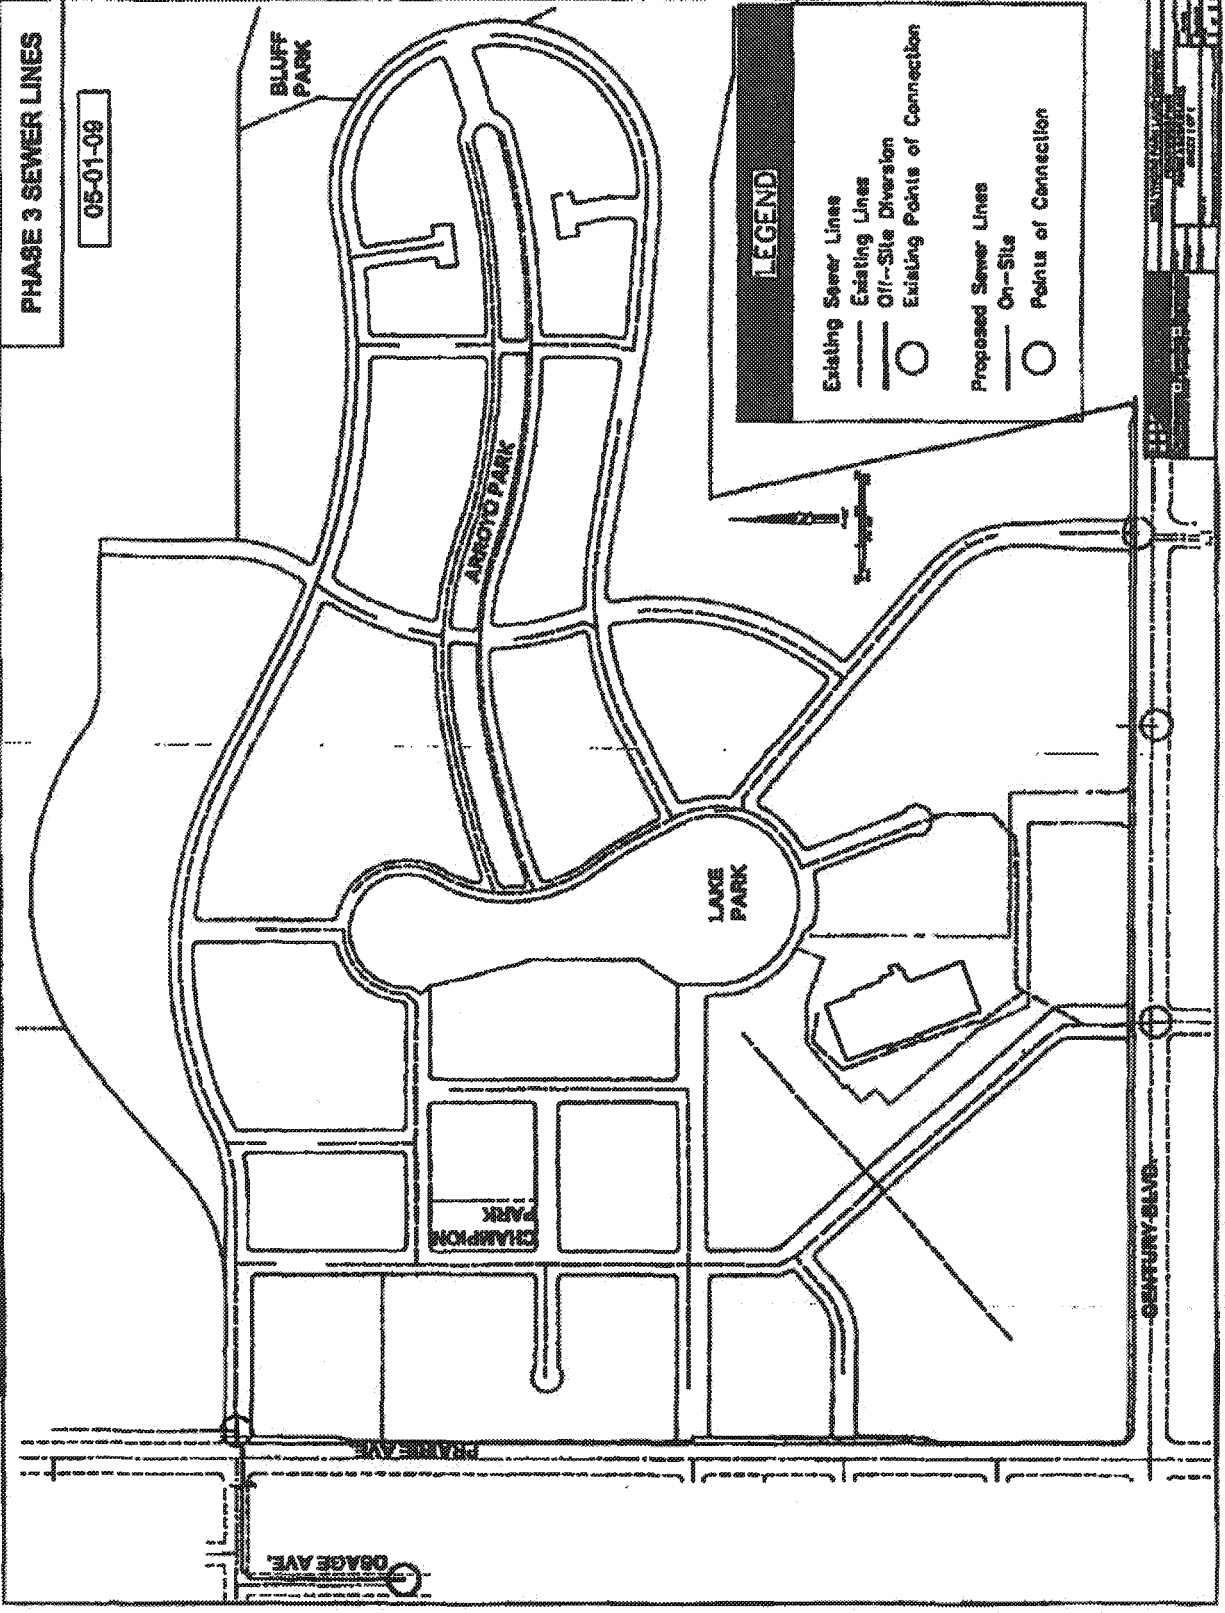 PHASE 3 SEWER LINES
05-01-09
BLUFF
PARK
ARROYO PARK
LAKE
PARK
CHAMPION
PARK
PRAIRIE AVE.
OSAGE AVE.
CENTURY BLVD.
LEGEND
Existing Sewer Lines
Existing Lines
Off-Site Diversion
Existing Points of Connection
Proposed Sewer Lines
On-Site
Points of Connection